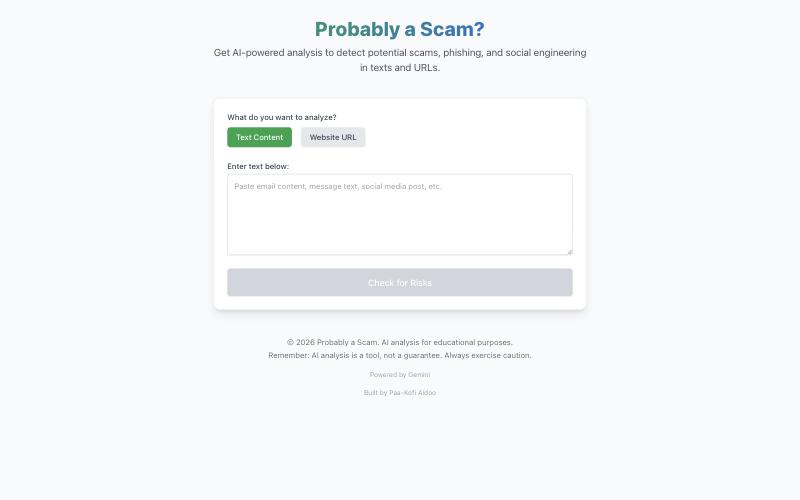 Probably a Scam?
Get AI-powered analysis to detect potential scams, phishing, and social engineering
in texts and URLs.
What do you want to analyze?
Text Content
Website URL
Enter text below:
Paste email content, message text, social media post, etc.
Check for Risks
© 2026 Probably a Scam. AI analysis for educational purposes.
Remember: AI analysis is a tool, not a guarantee. Always exercise caution.
Powered by Gemini
Built by Paa-Kofi Aidoo